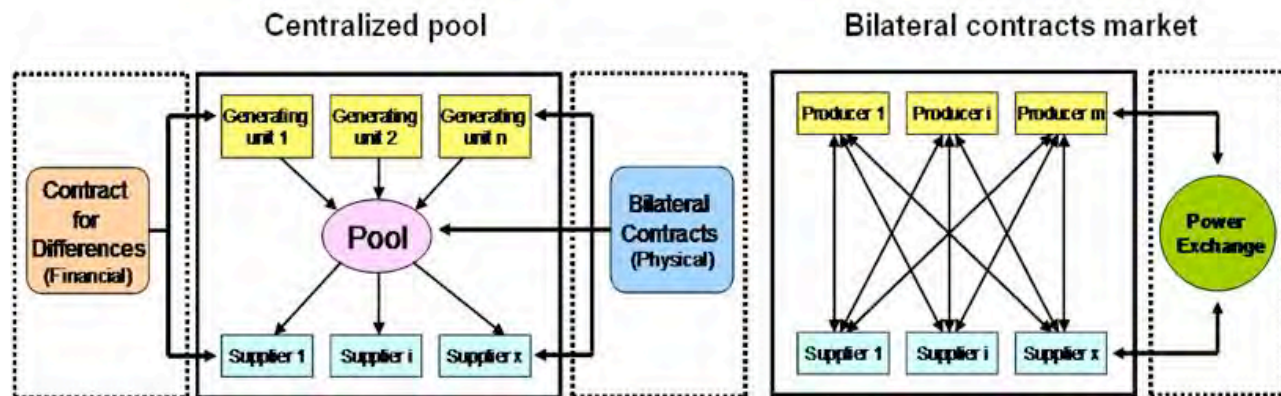 Centralized pool
Generating
unit 1
Generating
unit 2
Generating
unit n
Contract
for
Differences
(Financial)
Pool
Bilateral
Contracts
(Physical)
Supplier 1
Supplier i
Supplier x
Bilateral contracts market
Producer 1
Producer i
Producer m
Power
Exchange
Supplier 1
Supplier i
Supplier x